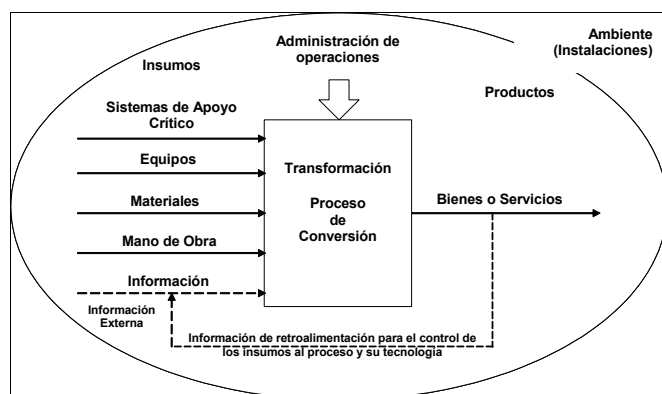 Administración de
operaciones
Ambiente
(Instalaciones)
Insumos
Productos
Sistemas de Apoyo
Crítico
Equipos
Materiales
Mano de Obra
Información
Información
Externa
Transformación
Proceso
de
Conversión
Bienes o Servicios
Información de retroalimentación para el control de
los insumos al proceso y su tecnología